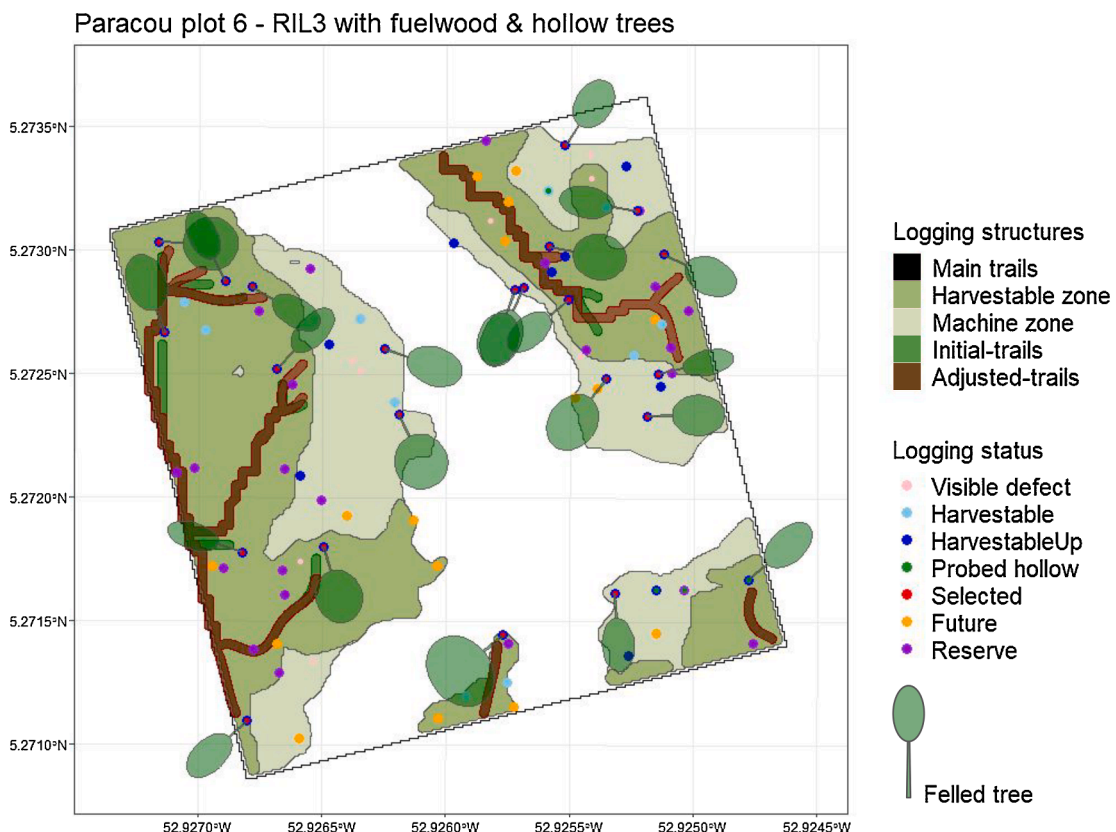 Paracou plot 6 - RIL3 with fuelwood & hollow trees
5.2735°N
5.2730°N
5.2725°N
5.2720°N
5.2715°N
5.2710°N
52.9270°W 52.9265°W 52.9260°W 52.9255°W 52.9250°W 52.9245°W
Logging structures
Main trails
Harvestable zone
Machine zone
Initial-trails
Adjusted-trails
Logging status
Visible defect
Harvestable
HarvestableUp
Probed hollow
Selected
Future
Reserve
Felled tree